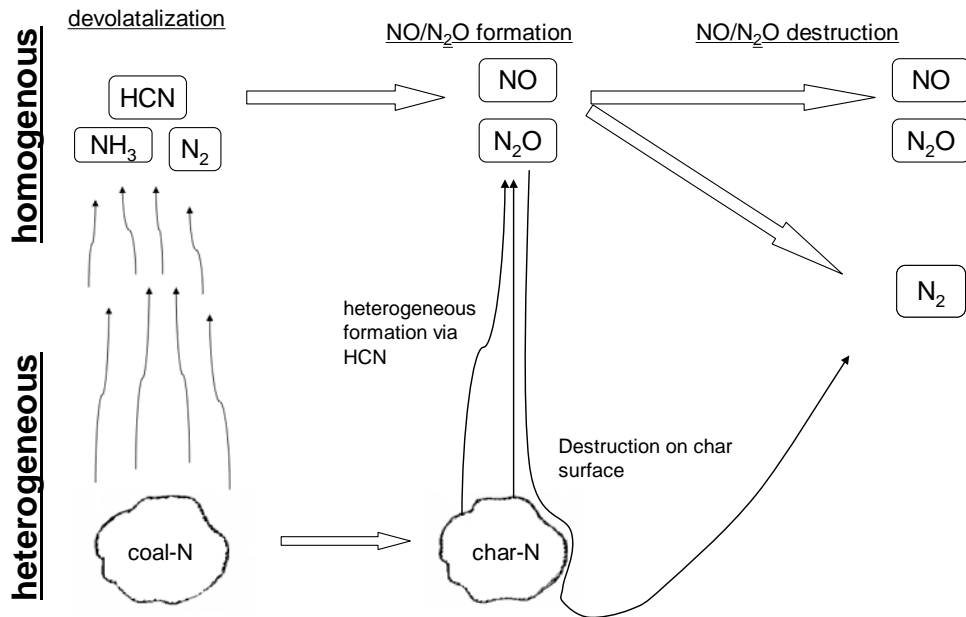 devolatalization
NO/N₂O formation
NO/N₂O destruction
homogenous
HCN
NH₃
N₂
NO
N₂O
NO
N₂O
N₂
heterogeneous
formation via
HCN
Destruction on char
surface
heterogeneous
coal-N
char-N